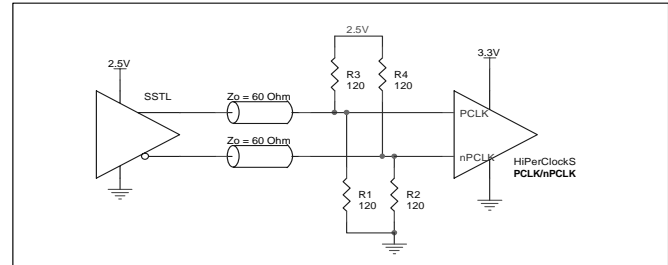 2.5V
3.3V
2.5V
SSTL
R3
120
R4
120
Zo = 60 Ohm
PCLK
Zo = 60 Ohm
nPCLK
HiPerClockS
PCLK/nPCLK
R1
120
R2
120